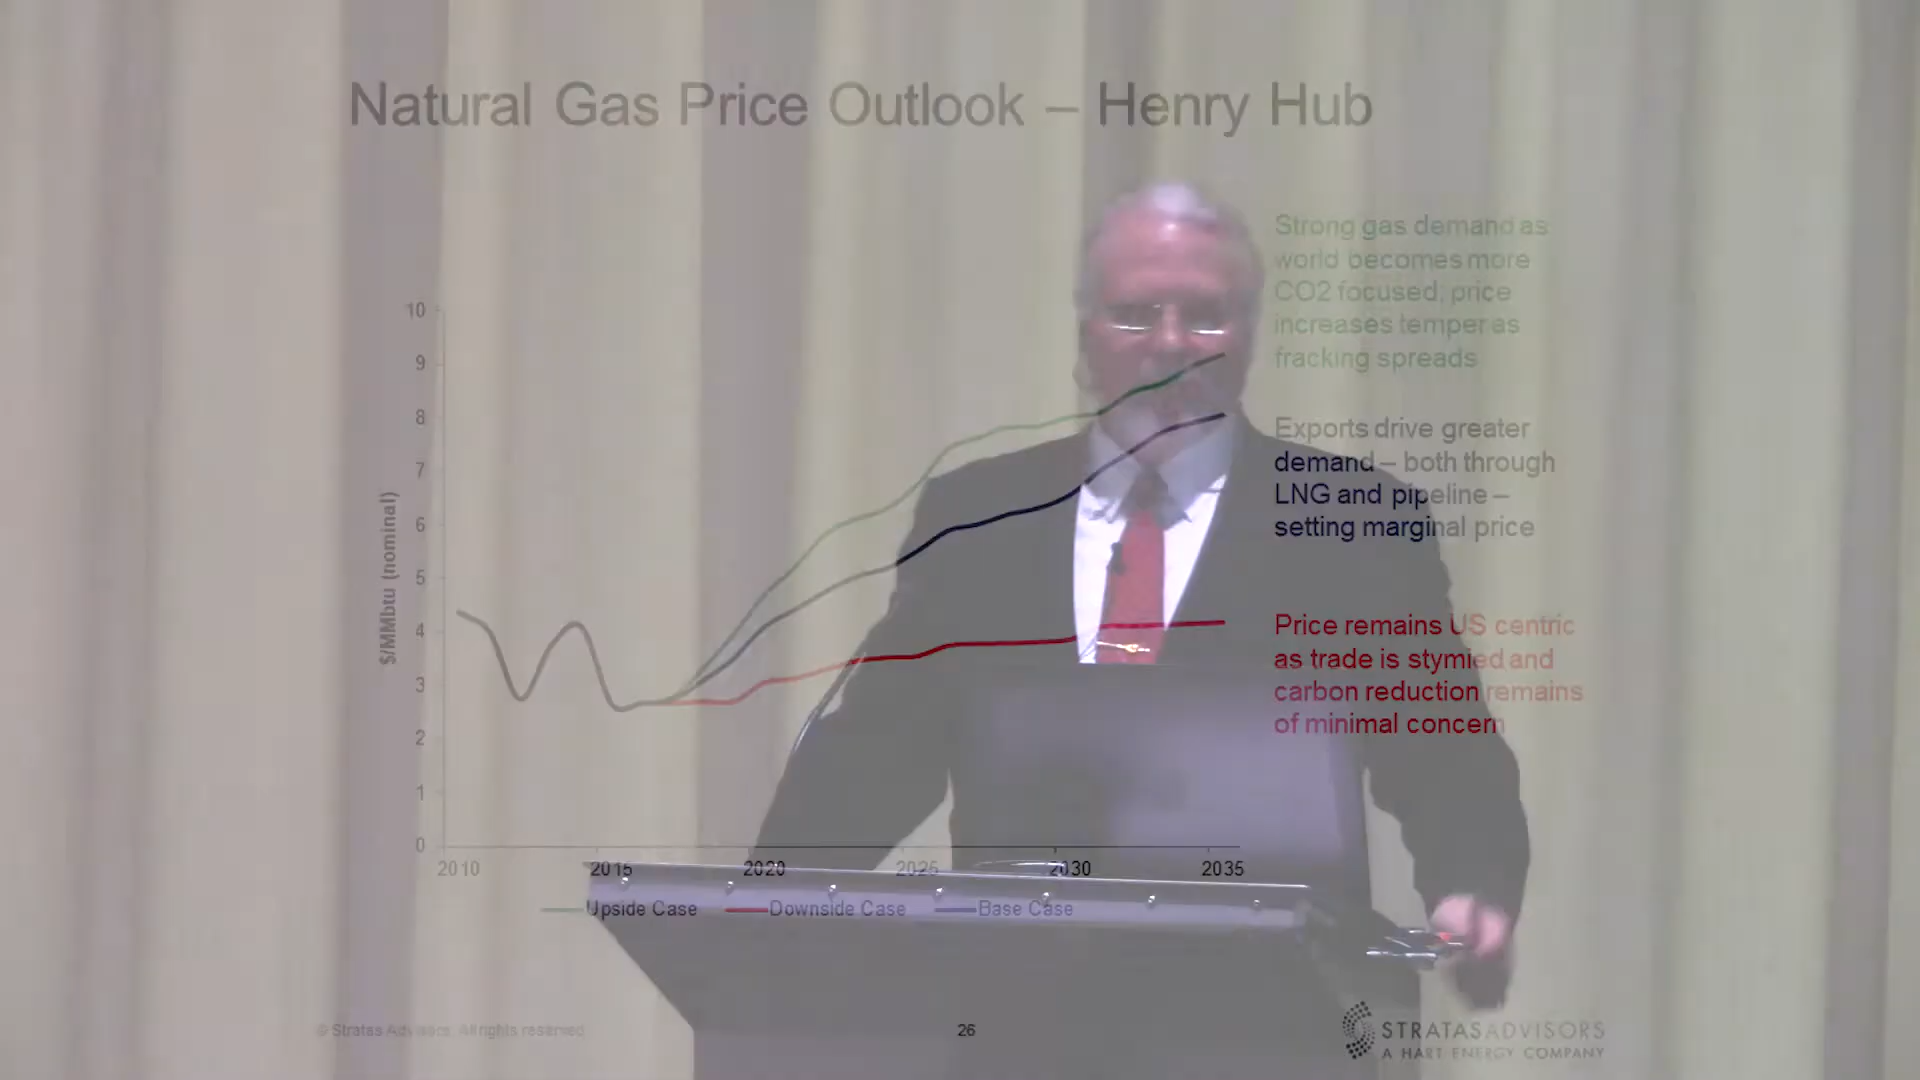 Natural Gas Price Outlook – Henry Hub
Strong gas demand as
world becomes more
CO2 focused; price
increases temper as
fracking spreads
Exports drive greater
demand – both through
LNG and pipeline –
setting marginal price
Price remains US centric
as trade is stymied and
carbon reduction remains
of minimal concern
$/MMbtu (nominal)
10
9
8
7
6
5
4
3
2
1
0
2010 2015 2020 2025 2030 2035
Upside Case Downside Case Base Case
© Stratas Advisors. All rights reserved
26
STRATAS ADVISORS
A HART ENERGY COMPANY